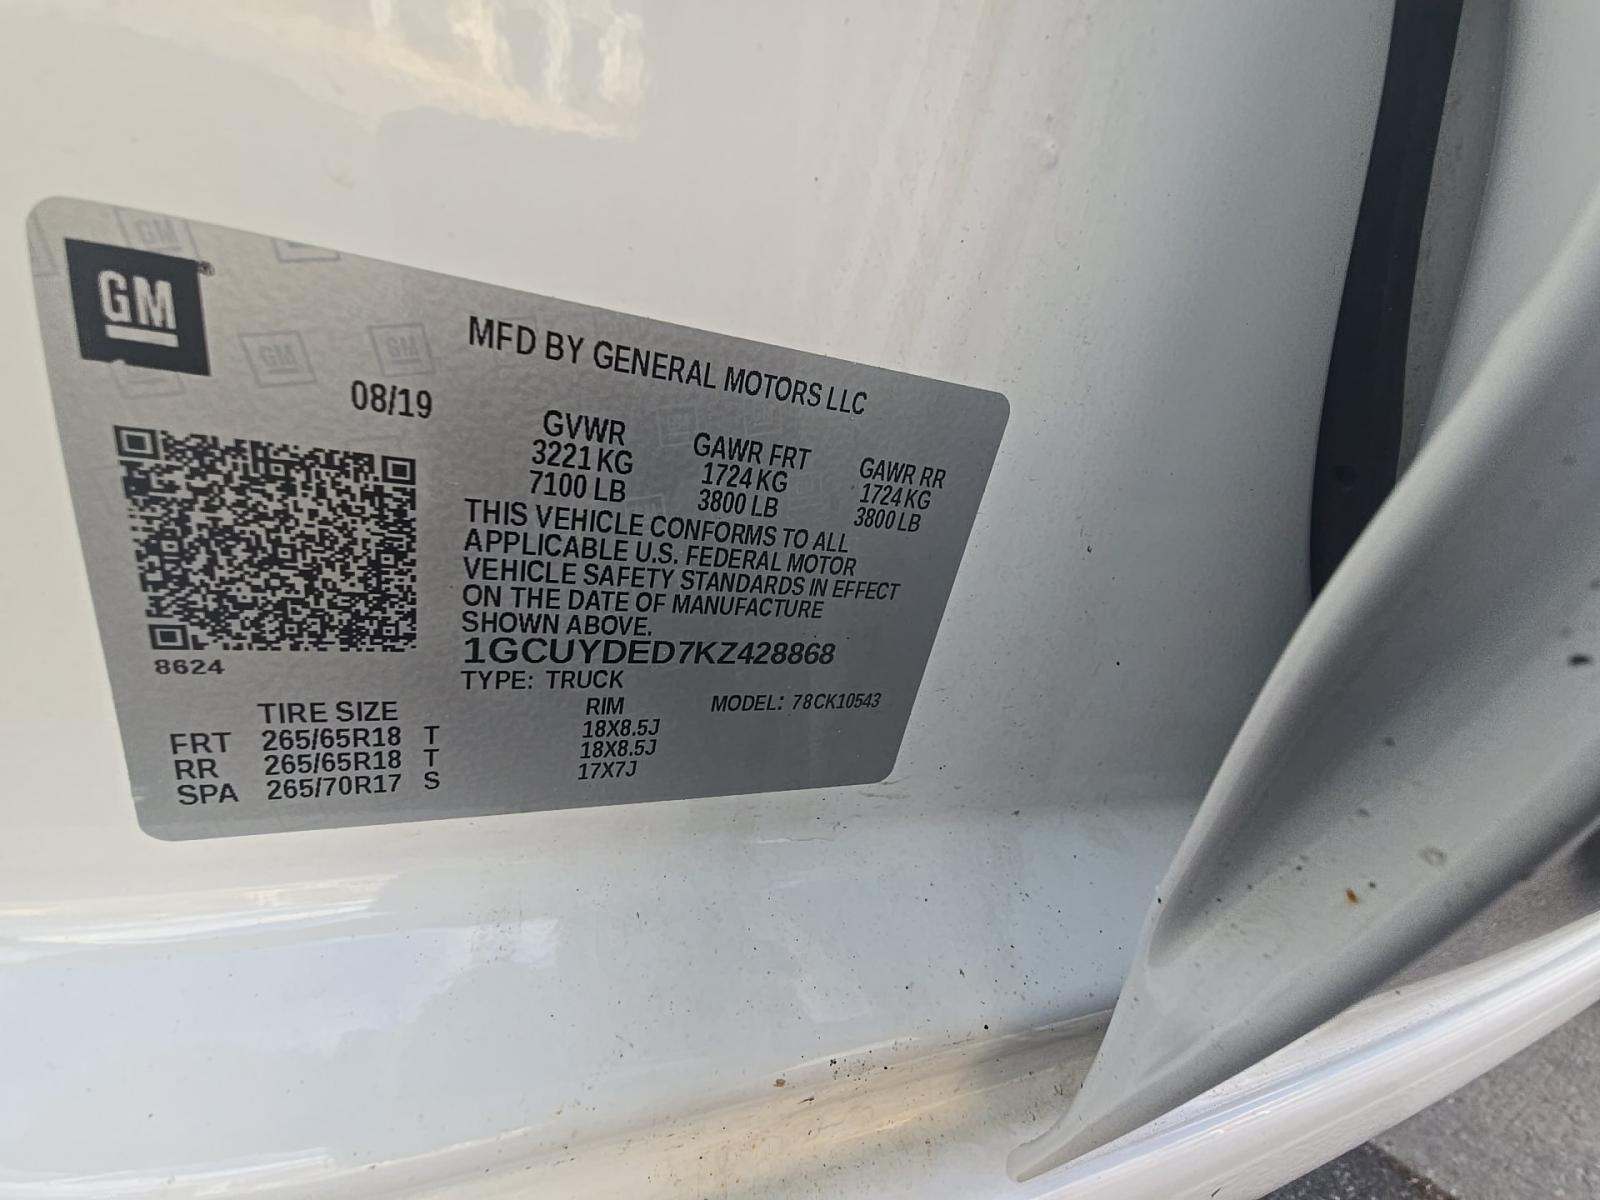 GM
MFD BY GENERAL MOTORS LLC
08/19
GVWR GAWR FRT GAWR RR
3221 KG 1724 KG 1724 KG
7100 LB 3800 LB 3800 LB
THIS VEHICLE CONFORMS TO ALL
APPLICABLE U.S. FEDERAL MOTOR
VEHICLE SAFETY STANDARDS IN EFFECT
ON THE DATE OF MANUFACTURE
SHOWN ABOVE.
1GCUYDED7KZ428868
8624
TYPE: TRUCK MODEL: 78CK10543
TIRE SIZE RIM
FRT 265/65R18 T 18X8.5J
RR 265/65R18 T 18X8.5J
SPA 265/70R17 S 17X7J